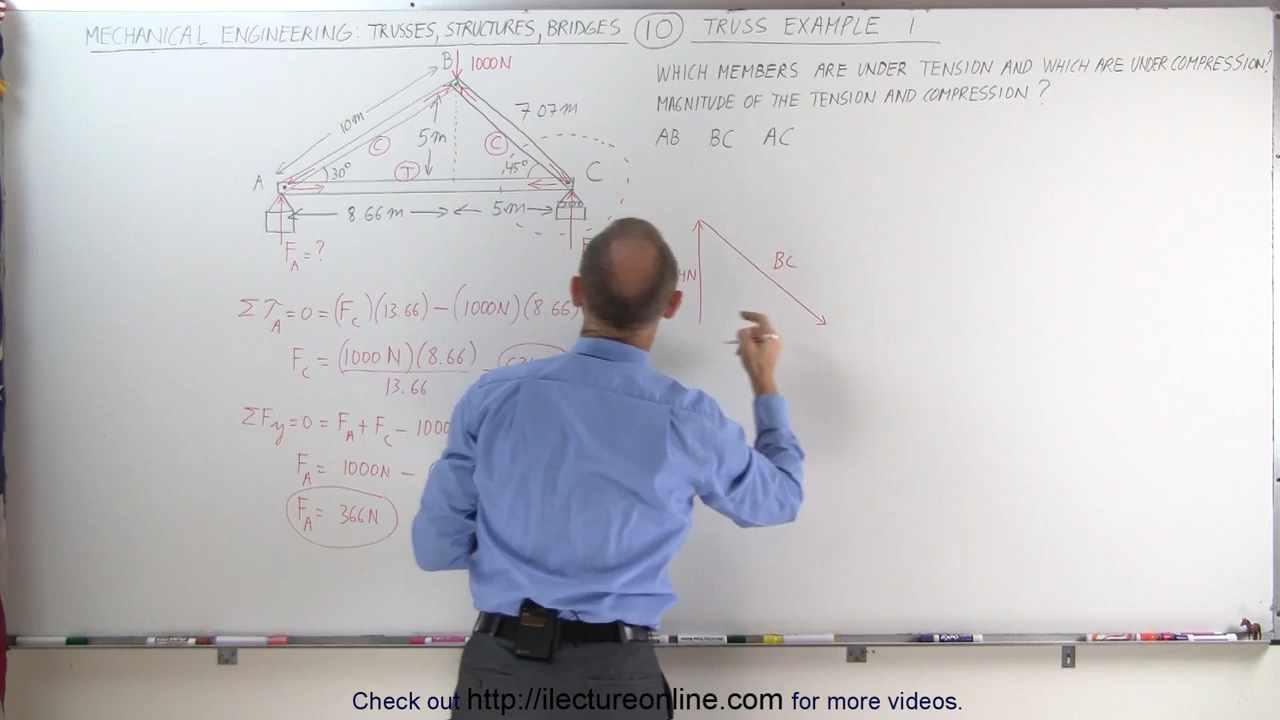 MECHANICAL ENGINEERING: TRUSSES, STRUCTURES, BRIDGES 10 TRUSS EXAMPLE 1
WHICH MEMBERS ARE UNDER TENSION AND WHICH ARE UNDER COMPRESSION?
MAGNITUDE OF THE TENSION AND COMPRESSION?
AB BC AC
B 1000N
10m
5m
7.07m
C
C
T
30°
45°
A
C
8.66m
5m
F_A = ?
BC
Σ τ_A = 0 = (F_C)(13.66) − (1000N)(8.66)
F_C = (1000 N)(8.66)
13.66
ΣF_y = 0 = F_A + F_C − 1000
F_A = 1000N −
F_A = 366N
Check out http://ilectureonline.com for more videos.